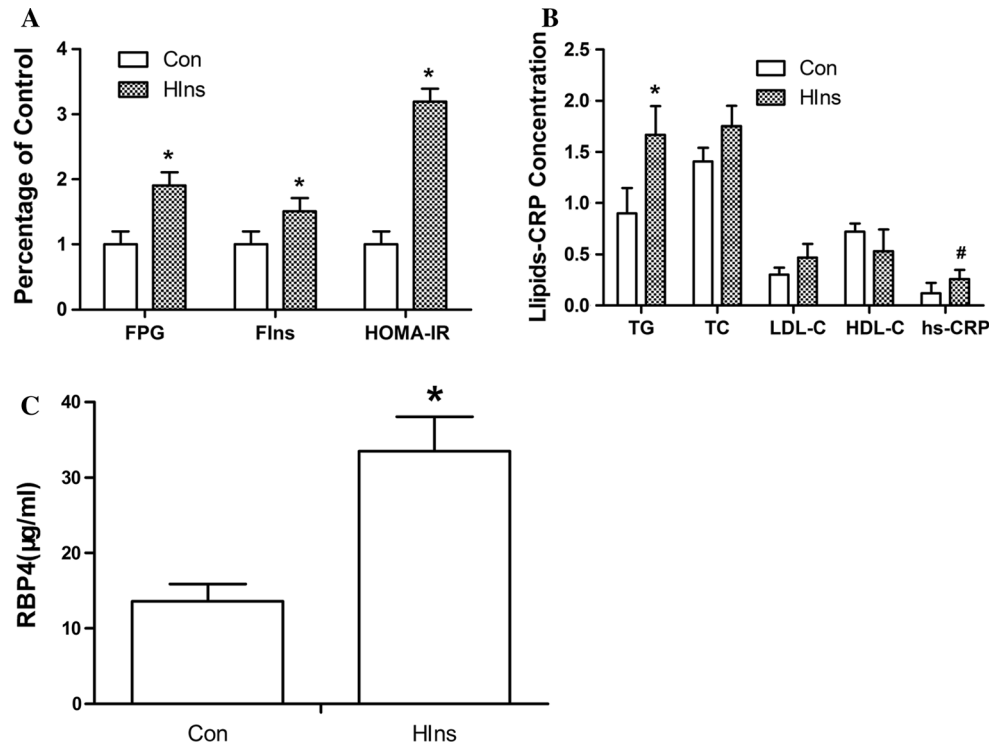 A
Percentage of Control
4
3
2
1
0
Con
HIns
*
*
*
FPG
FIns
HOMA-IR
B
Llipids-CRP Concentration
2.5
2.0
1.5
1.0
0.5
0.0
Con
HIns
*
#
TG
TC
LDL-C
HDL-C
hs-CRP
C
RBP4(μg/ml)
40
30
20
10
0
*
Con
HIns